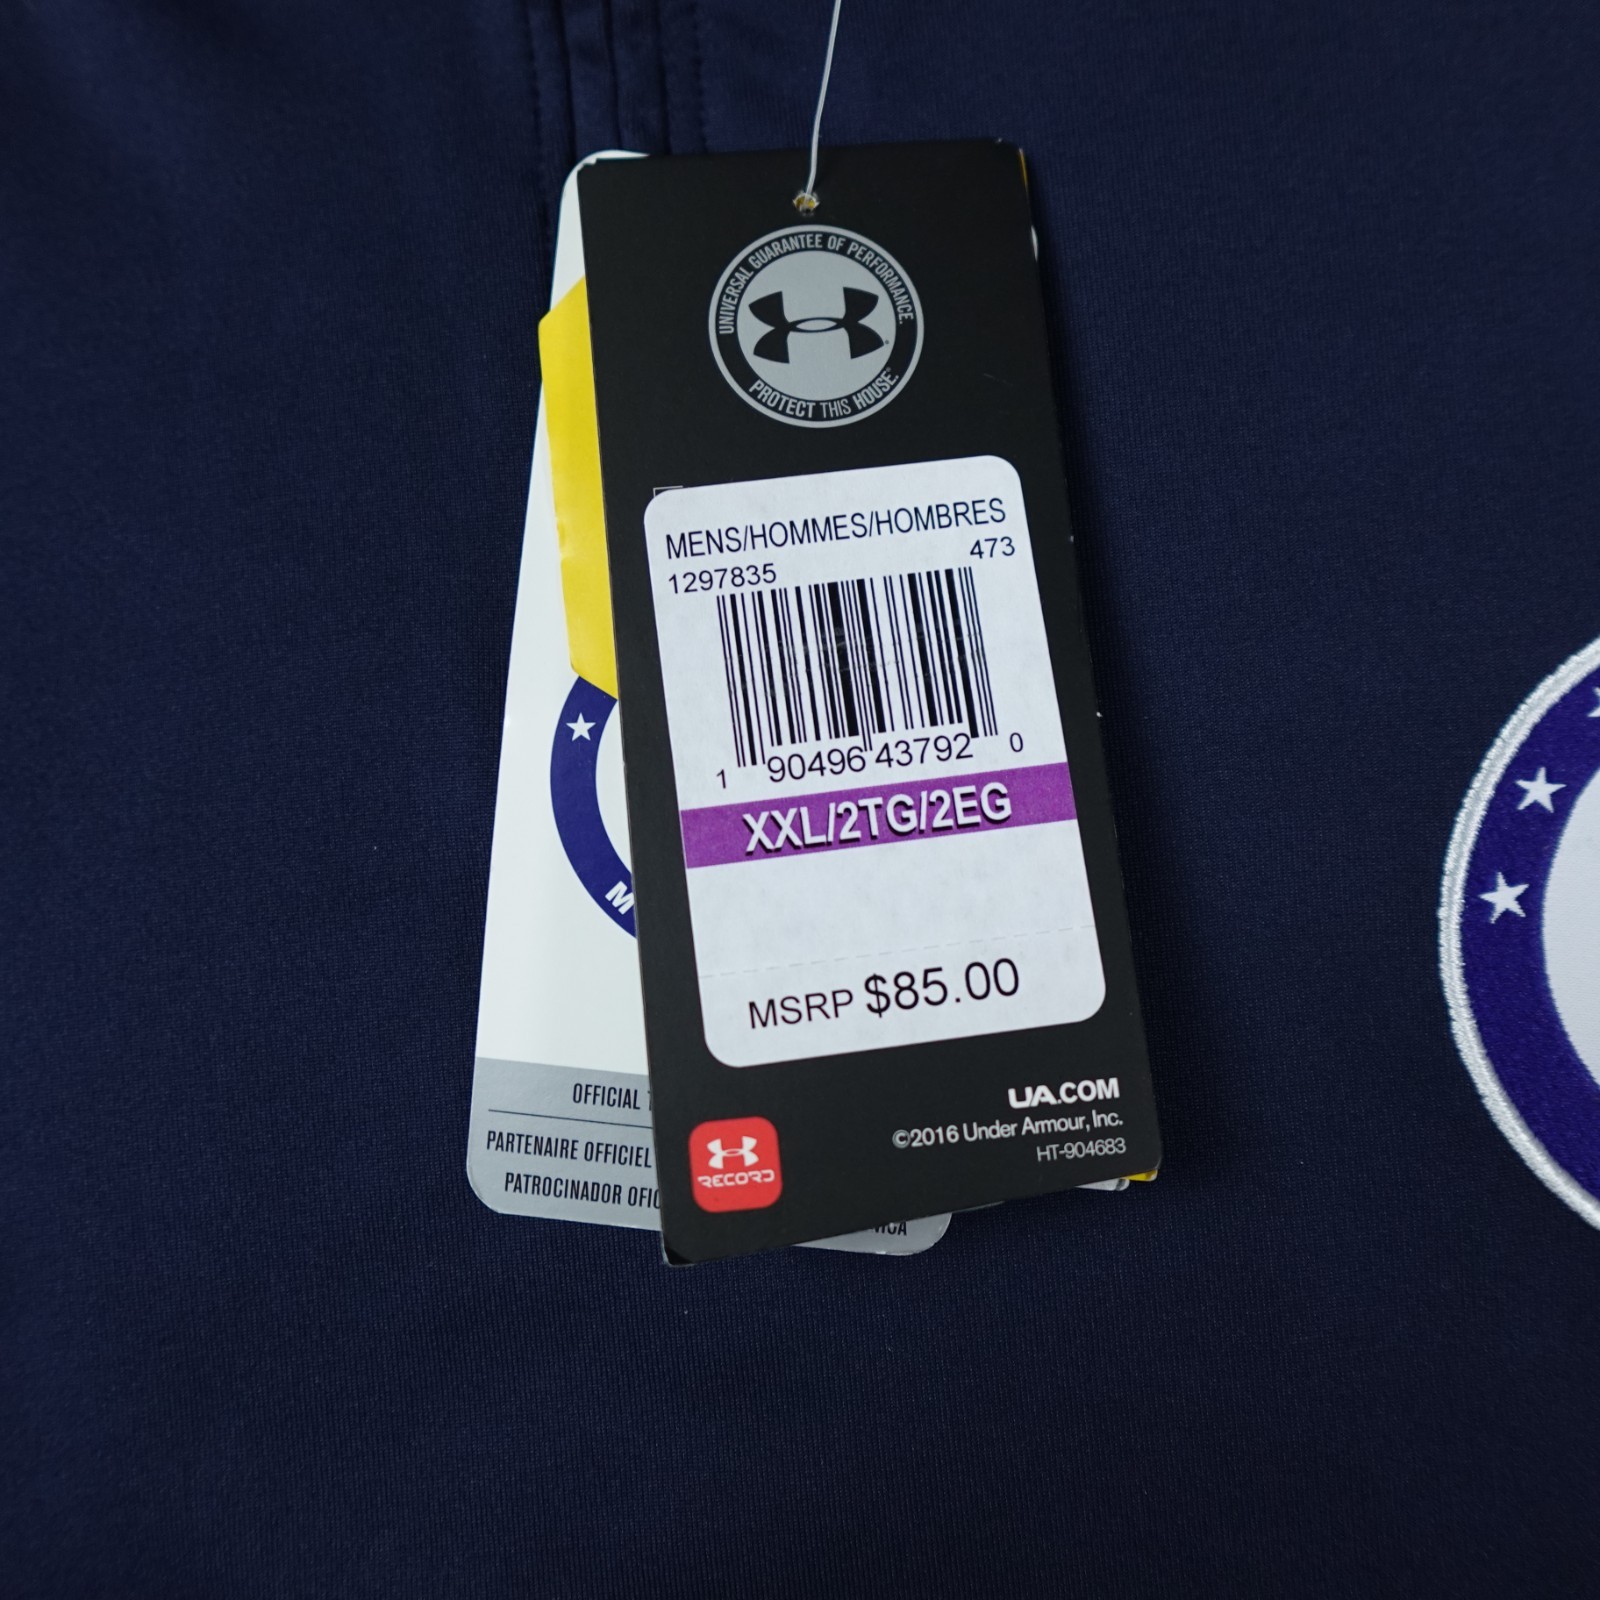 UNIVERSAL GUARANTEE OF PERFORMANCE.
PROTECT THIS HOUSE.
MENS/HOMMES/HOMBRES
1297835 473
1 90496 43792 0
XXL/2TG/2EG
MSRP $85.00
UA.COM
©2016 Under Armour, Inc.
HT-904683
RECORD
M
OFFICIAL
PARTENAIRE OFFICIEL
PATROCINADOR